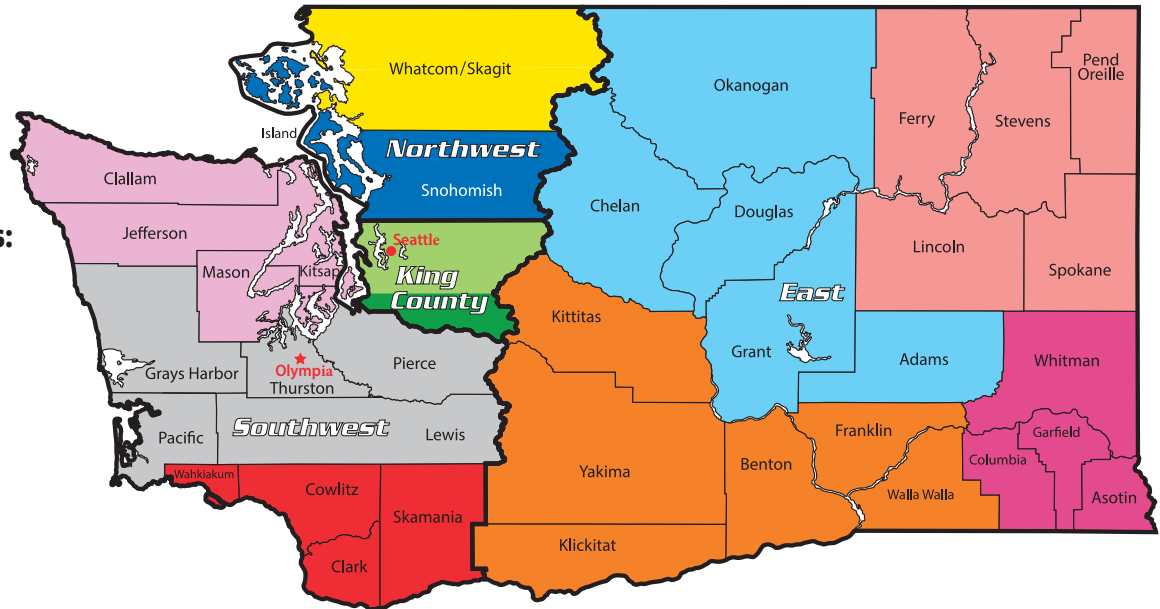 Whatcom/Skagit
Pend
Oreille
Okanogan
Ferry
Stevens
Island
Northwest
Snohomish
Clallam
Chelan
Douglas
Jefferson
s:
Seattle
Lincoln
Mason
Kitsap
King
County
Spokane
East
Kittitas
Grant
Adams
Whitman
Pierce
Grays Harbor
Olympia
Thurston
Pacific
Southwest
Lewis
Franklin
Garfield
Columbia
Benton
Yakima
Wahkiakum
Cowlitz
Walla Walla
Asotin
Skamania
Klickitat
Clark